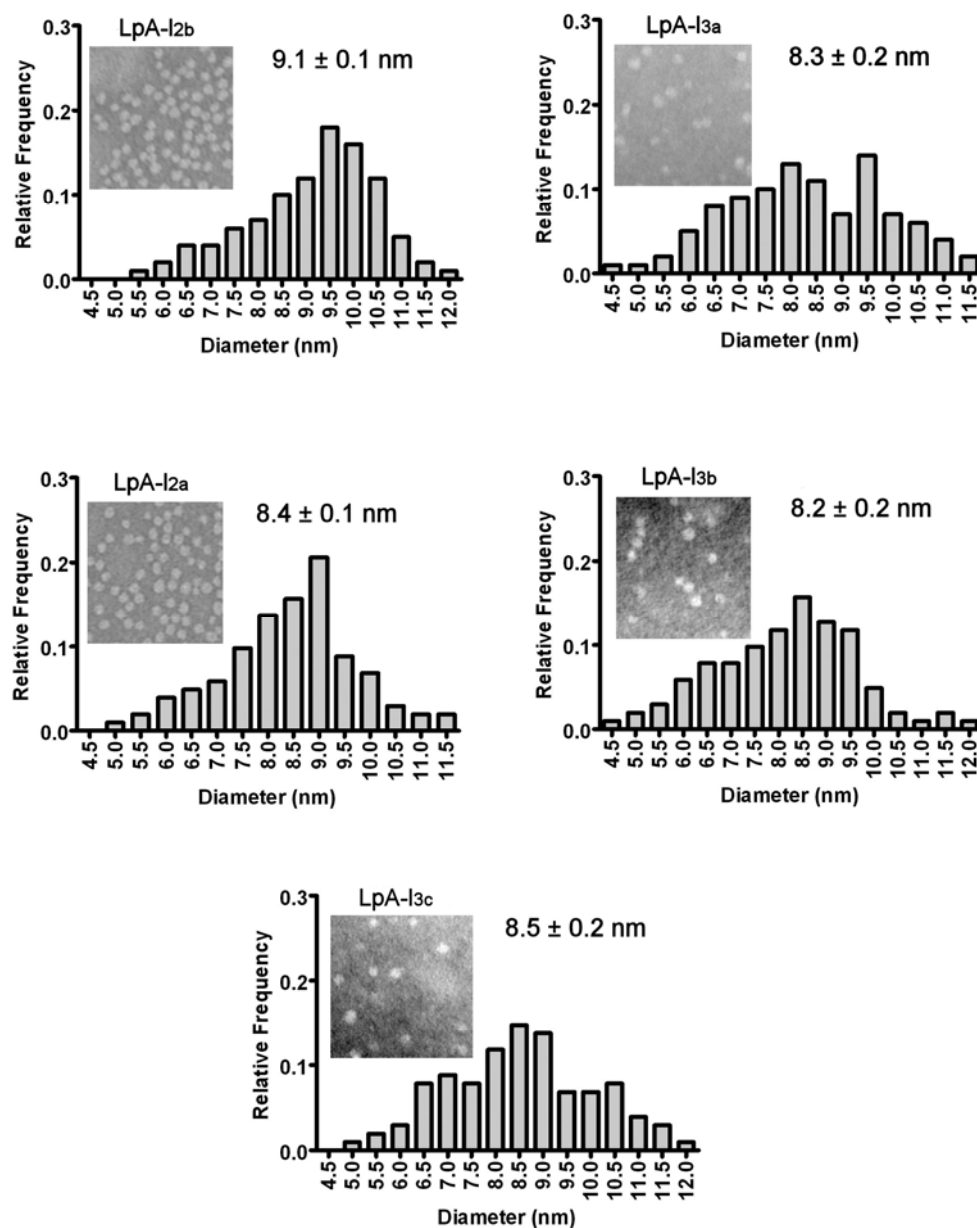 LpA-I2b
9.1 ± 0.1 nm
0.3
0.2
0.1
0.0
Relative Frequency
4.5 5.0 5.5 6.0 6.5 7.0 7.5 8.0 8.5 9.0 9.5 10.0 10.5 11.0 11.5 12.0
Diameter (nm)
LpA-I3a
8.3 ± 0.2 nm
0.3
0.2
0.1
0.0
Relative Frequency
4.5 5.0 5.5 6.0 6.5 7.0 7.5 8.0 8.5 9.0 9.5 10.0 10.5 11.0 11.5
Diameter (nm)
LpA-I2a
8.4 ± 0.1 nm
0.3
0.2
0.1
0.0
Relative Frequency
4.5 5.0 5.5 6.0 6.5 7.0 7.5 8.0 8.5 9.0 9.5 10.0 10.5 11.0 11.5
Diameter (nm)
LpA-I3b
8.2 ± 0.2 nm
0.3
0.2
0.1
0.0
Relative Frequency
4.5 5.0 5.5 6.0 6.5 7.0 7.5 8.0 8.5 9.0 9.5 10.0 10.5 11.0 11.5 12.0
Diameter (nm)
LpA-I3c
8.5 ± 0.2 nm
0.3
0.2
0.1
0.0
Relative Frequency
4.5 5.0 5.5 6.0 6.5 7.0 7.5 8.0 8.5 9.0 9.5 10.0 10.5 11.0 11.5 12.0
Diameter (nm)